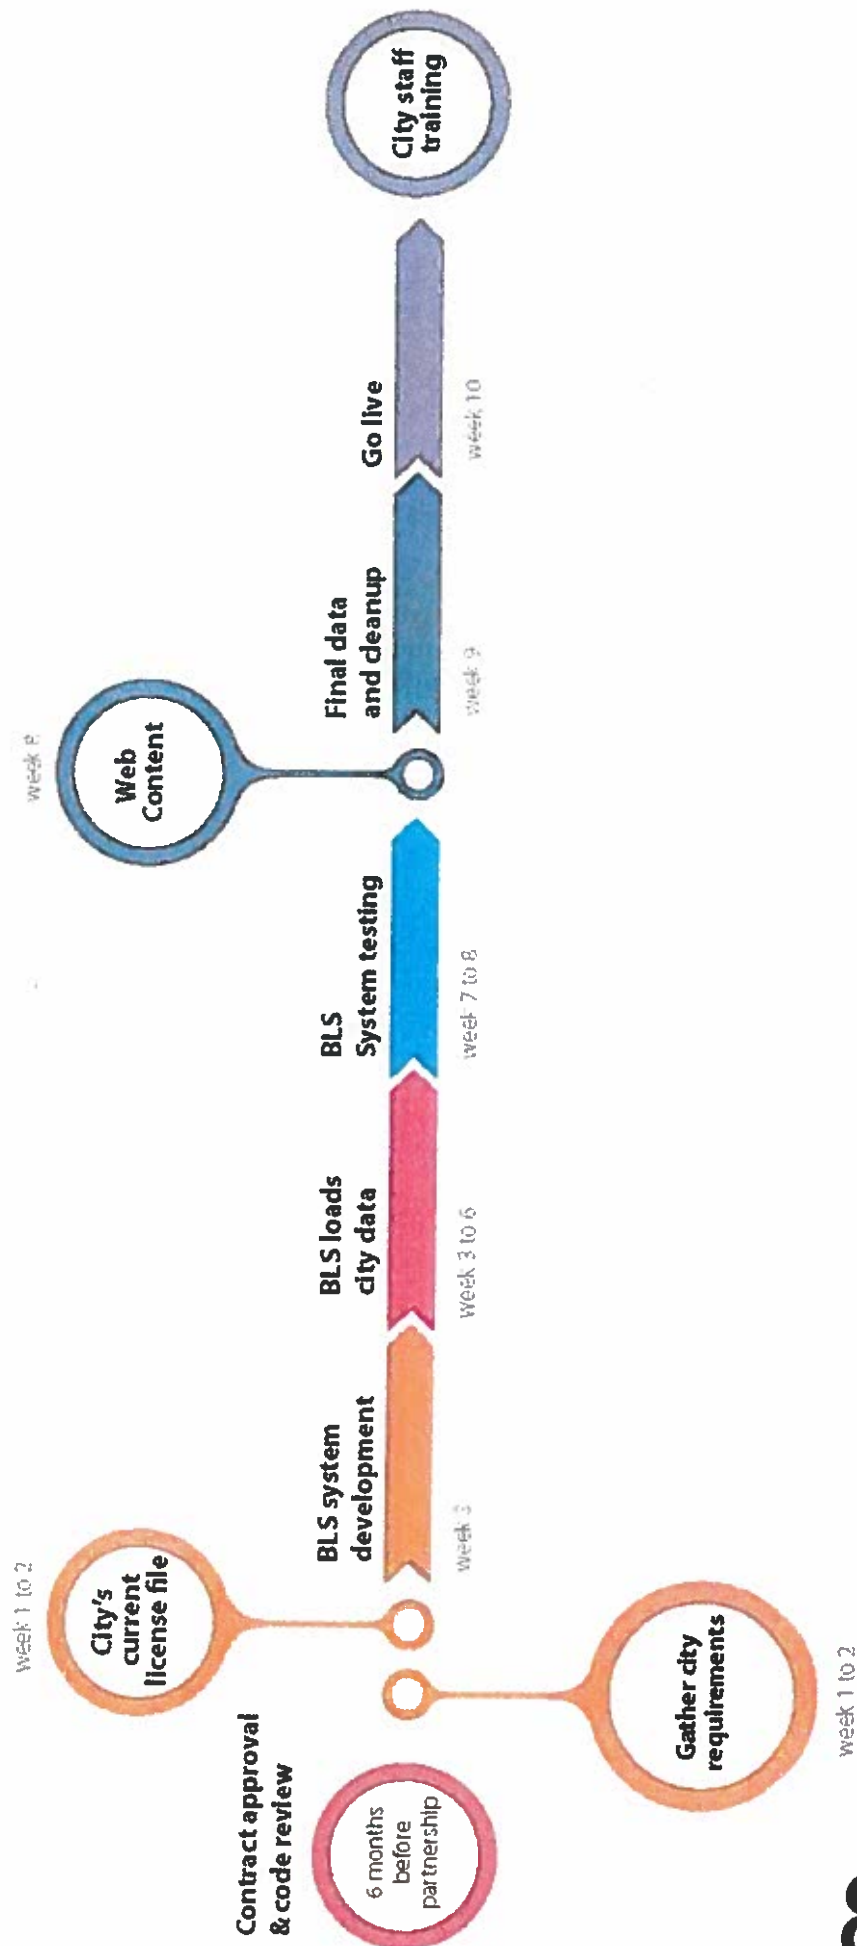 Contract approval
& code review
6 months
before
partnership
Gather city
requirements
week 1 to 2
week 1 to 2
City's
current
license file
BLS system
development
week 3
BLS loads
city data
week 3 to 6
BLS
System testing
week 7 to 8
week 8
Web
Content
Final data
and cleanup
week 9
Go live
week 10
City staff
training